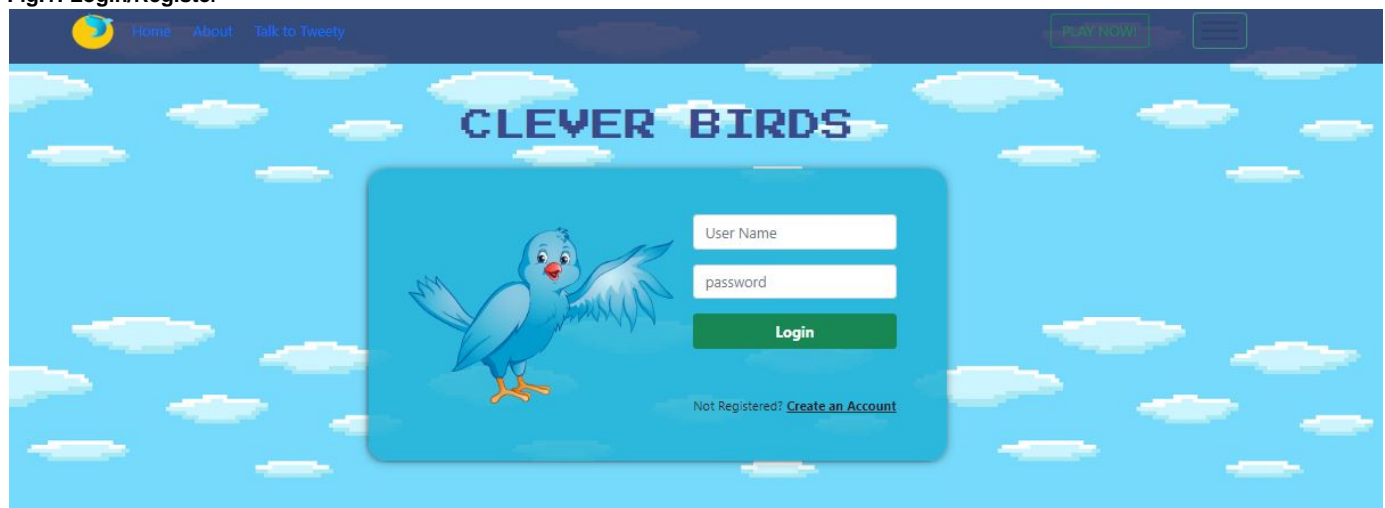 Fig.1: Login/Register
Home About Talk to Tweety PLAY NOW!
CLEVER BIRDS
User Name
password
Login
Not Registered? Create an Account